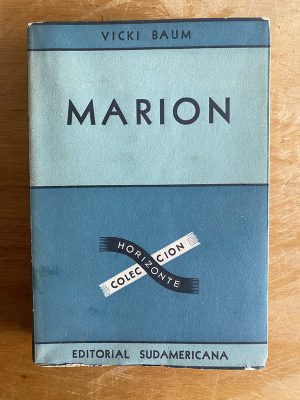 VICKI BAUM
MARION
COLECCION
HORIZONTE
EDITORIAL SUDAMERICANA